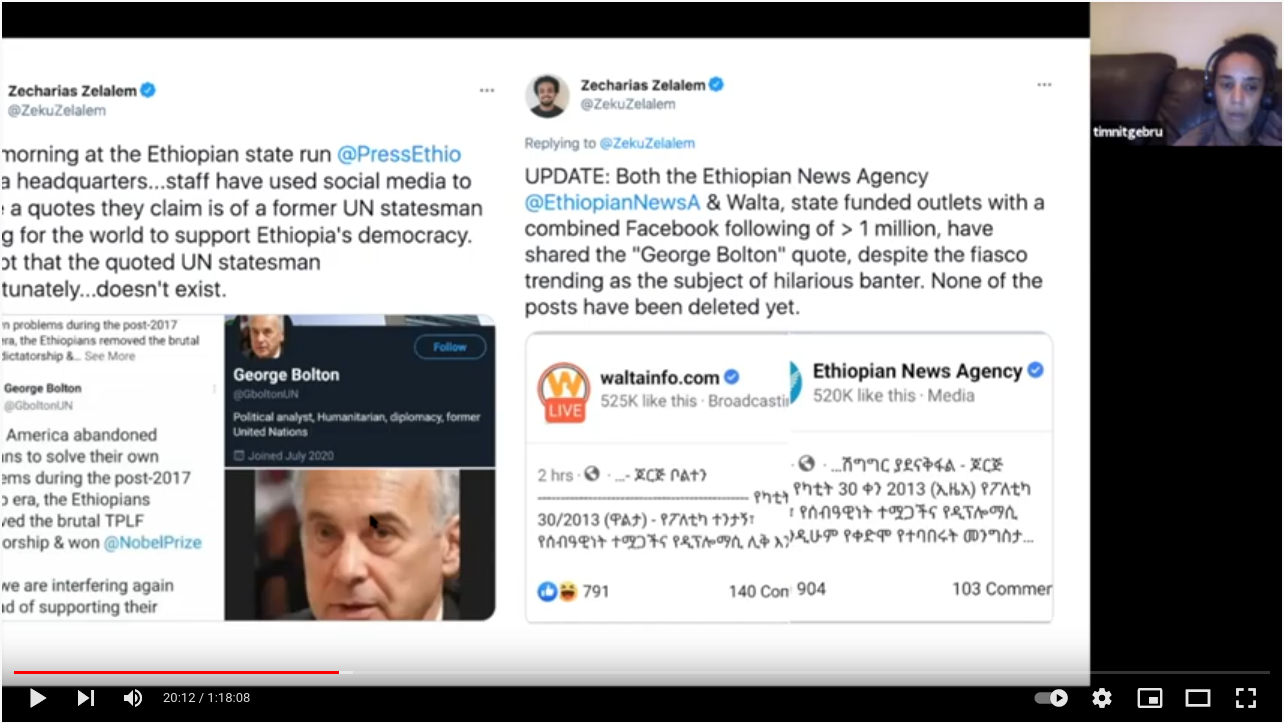 Zecharias Zelalem
@ZekuZelalem
morning at the Ethiopian state run @PressEthio
a headquarters...staff have used social media to
a quotes they claim is of a former UN statesman
g for the world to support Ethiopia's democracy.
ot that the quoted UN statesman
tunately...doesn't exist.
n problems during the post-2017
era, the Ethiopians removed the brutal
dictatorship &... See More
George Bolton
@GboltonUN
America abandoned
ns to solve their own
ems during the post-2017
o era, the Ethiopians
ved the brutal TPLF
orship & won @NobelPrize
we are interfering again
d of supporting their
Follow
George Bolton
@GboltonUN
Political analyst, Humanitarian, diplomacy, former
United Nations
Joined July 2020
Zecharias Zelalem
@ZekuZelalem
Replying to @ZekuZelalem
UPDATE: Both the Ethiopian News Agency
@EthiopianNewsA & Walta, state funded outlets with a
combined Facebook following of > 1 million, have
shared the "George Bolton" quote, despite the fiasco
trending as the subject of hilarious banter. None of the
posts have been deleted yet.
W
LIVE
waltainfo.com
525K like this · Broadcasti
2 hrs · ...- ጆርጅ ቦልተን
---------------------------------------- የካቲት
30/2013 (ዋልታ) - የፖለቲካ ተንታኝ፣
የሰብዓዊነት ተሟጋችና የዲፕሎማሲ ሊቅ እን
791
140 Con
Ethiopian News Agency
520K like this · Media
· ...ሽግግር ያደናቅፋል - ጆርጅ
የካቲት 30 ቀን 2013 (ኢዜአ) የፖለቲካ
፣ የሰብዓዊነት ተሟጋችና የዲፕሎማሲ
እንዲሁም የቀድሞ የተባበሩት መንግስታ...
904
103 Commer
timnitgebru
20:12 / 1:18:08